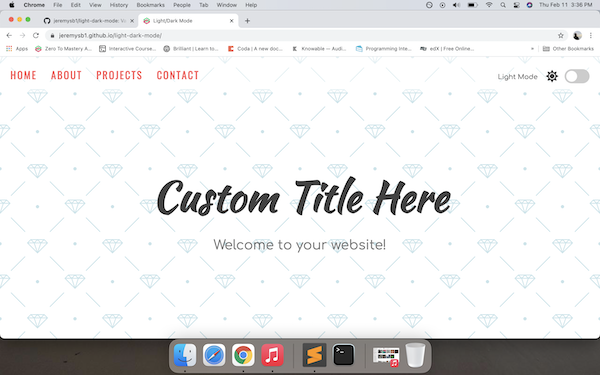 Chrome File Edit View History Bookmarks People Tab Window Help Thu Feb 11 3:36 PM
jeremysb1/light-dark-mode: Va Light/Dark Mode
jeremysb1.github.io/light-dark-mode/
Apps Zero To Mastery A... Interactive Course... Brilliant | Learn to... Coda | A new doc... Knowable — Audi... Programming Inte... edX | Free Online... Other Bookmarks
HOME ABOUT PROJECTS CONTACT Light Mode
Custom Title Here
Welcome to your website!